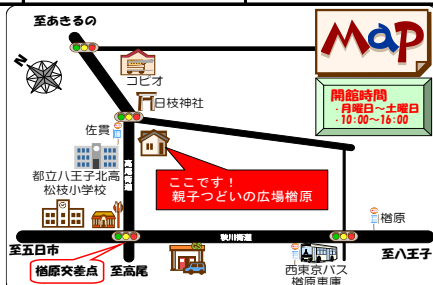 至あきるの
MaP
N
コピオ
開館時間
・月曜日~土曜日
・10:00~16:00
日枝神社
佐貫
都立八王子北高
松枝小学校
ここです!
親子つどいの広場楢原
楢原
秋川街道
至五日市
至八王子
楢原交差点
至高尾
西東京バス
楢原車庫